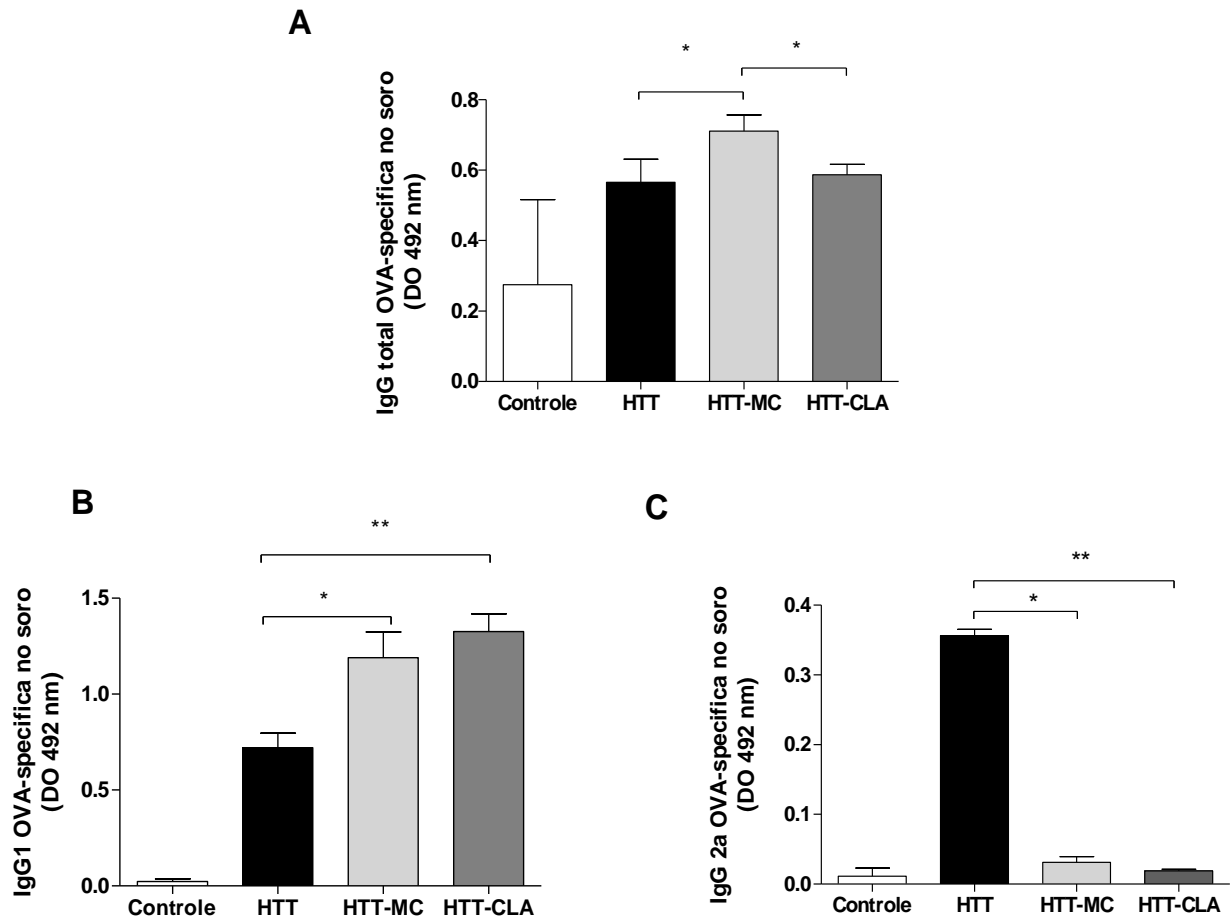 A
* *
IgG total OVA-specifica no soro
(DO 492 nm)
0.8
0.6
0.4
0.2
0.0
Controle HTT HTT-MC HTT-CLA
B
**
*
IgG1 OVA-specifica no soro
(DO 492 nm)
1.5
1.0
0.5
0.0
Controle HTT HTT-MC HTT-CLA
C
**
*
IgG 2a OVA-specifica no soro
(DO 492 nm)
0.4
0.3
0.2
0.1
0.0
Controle HTT HTT-MC HTT-CLA